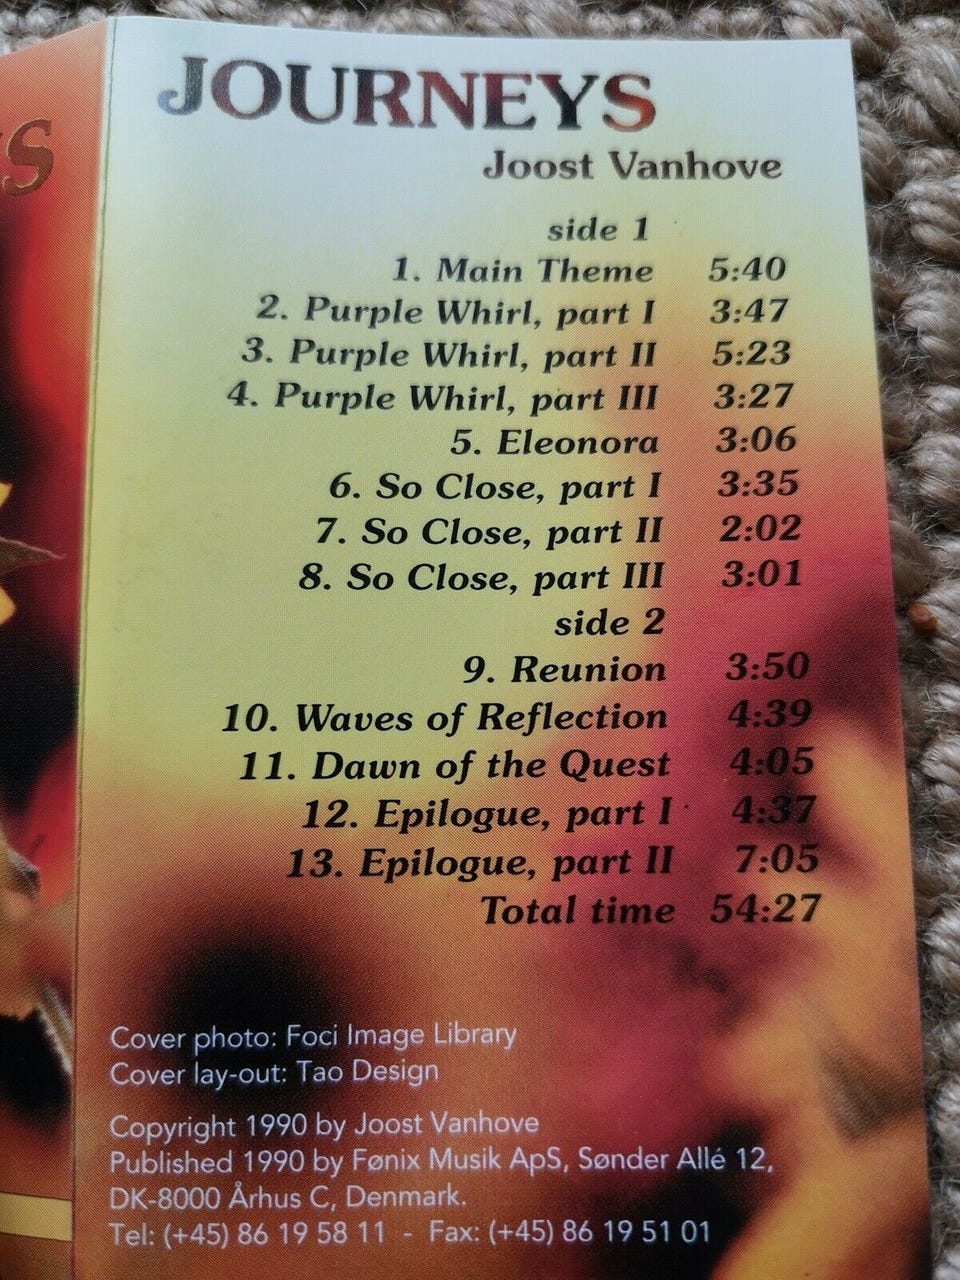 S
JOURNEYS
Joost Vanhove
side 1
1. Main Theme 5:40
2. Purple Whirl, part I 3:47
3. Purple Whirl, part II 5:23
4. Purple Whirl, part III 3:27
5. Eleonora 3:06
6. So Close, part I 3:35
7. So Close, part II 2:02
8. So Close, part III 3:01
side 2
9. Reunion 3:50
10. Waves of Reflection 4:39
11. Dawn of the Quest 4:05
12. Epilogue, part I 4:37
13. Epilogue, part II 7:05
Total time 54:27
Cover photo: Foci Image Library
Cover lay-out: Tao Design
Copyright 1990 by Joost Vanhove
Published 1990 by Fønix Musik ApS, Sønder Allé 12,
DK-8000 Århus C, Denmark.
Tel: (+45) 86 19 58 11 - Fax: (+45) 86 19 51 01